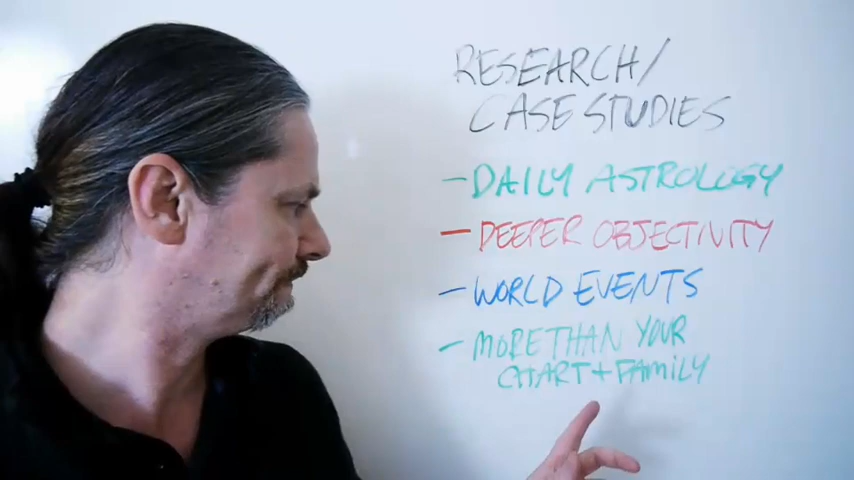 RESEARCH/
CASE STUDIES
- DAILY ASTROLOGY
- DEEPER OBJECTIVITY
- WORLD EVENTS
- MORE THAN YOUR
CHART + FAMILY